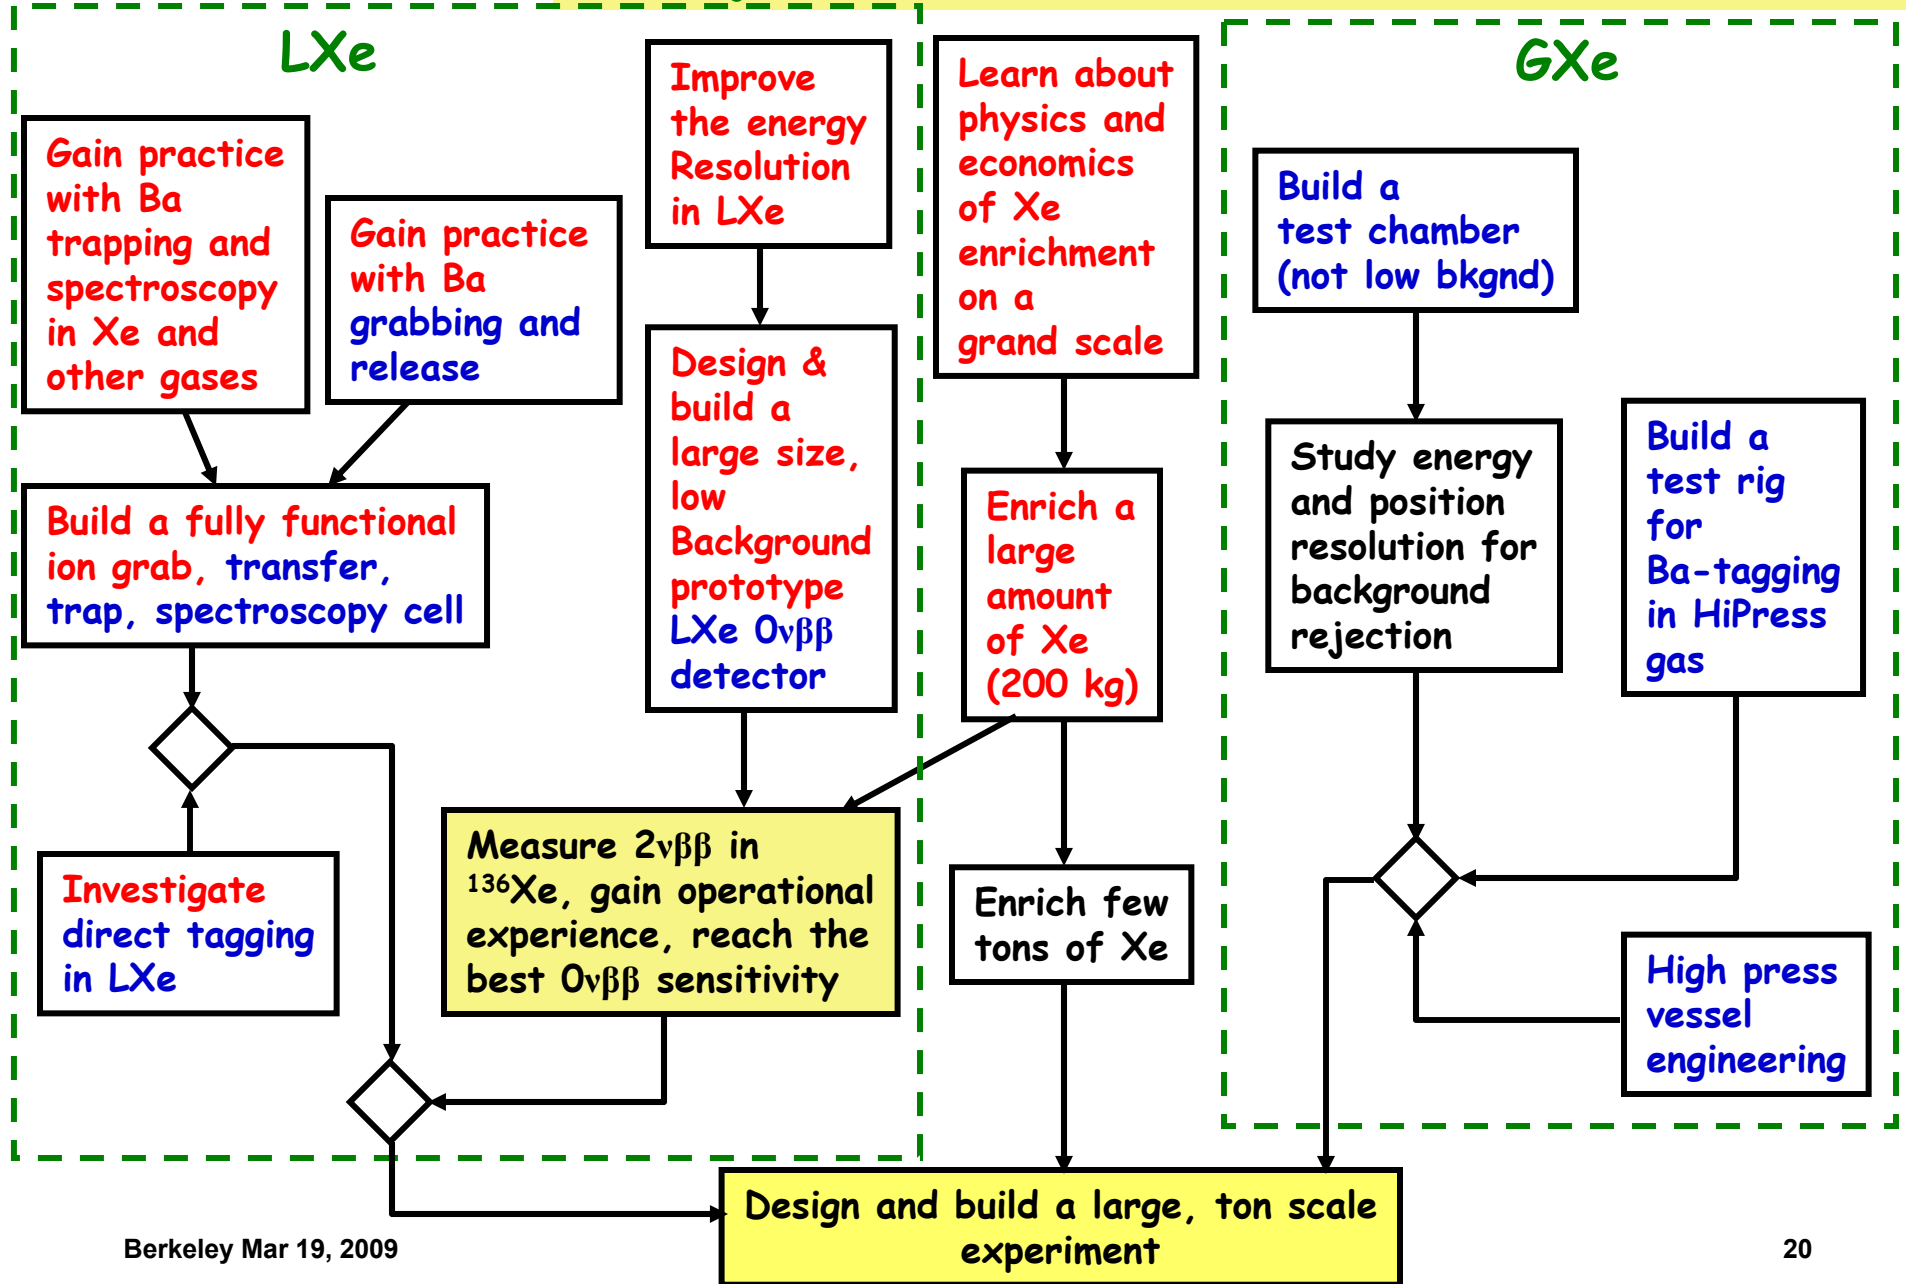 LXe
GXe
Gain practice
with Ba
trapping and
spectroscopy
in Xe and
other gases
Gain practice
with Ba
grabbing and
release
Improve
the energy
Resolution
in LXe
Learn about
physics and
economics
of Xe
enrichment
on a
grand scale
Build a
test chamber
(not low bkgnd)
Build a fully functional
ion grab, transfer,
trap, spectroscopy cell
Design &
build a
large size,
low
Background
prototype
LXe 0νββ
detector
Enrich a
large
amount
of Xe
(200 kg)
Study energy
and position
resolution for
background
rejection
Build a
test rig
for
Ba-tagging
in HiPress
gas
Investigate
direct tagging
in LXe
Measure 2νββ in
¹³⁶Xe, gain operational
experience, reach the
best 0νββ sensitivity
Enrich few
tons of Xe
High press
vessel
engineering
Design and build a large, ton scale
experiment
Berkeley Mar 19, 2009
20